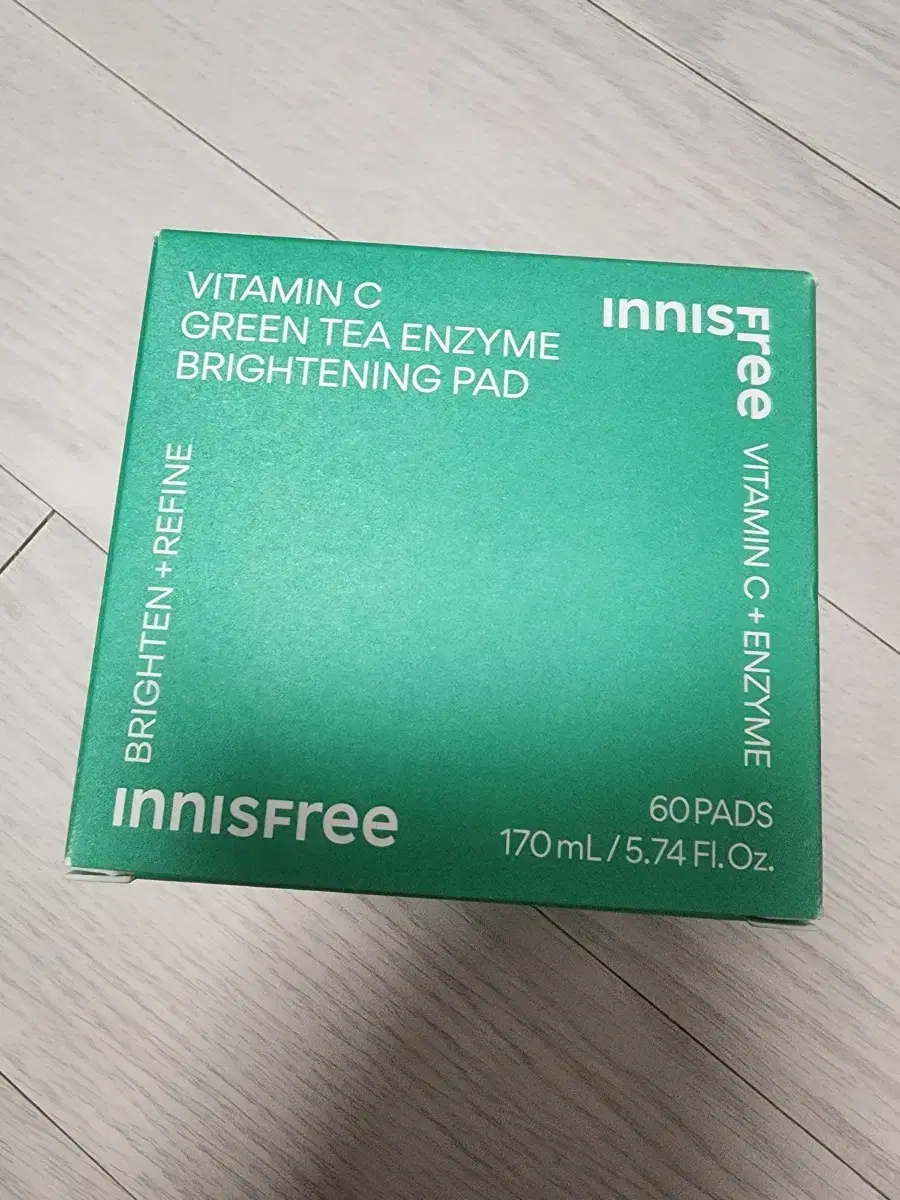 VITAMIN C
GREEN TEA ENZYME
BRIGHTENING PAD
INNISFree
VITAMIN C + ENZYME
BRIGHTEN + REFINE
INNISFree
60 PADS
170 mL / 5.74 Fl. Oz.